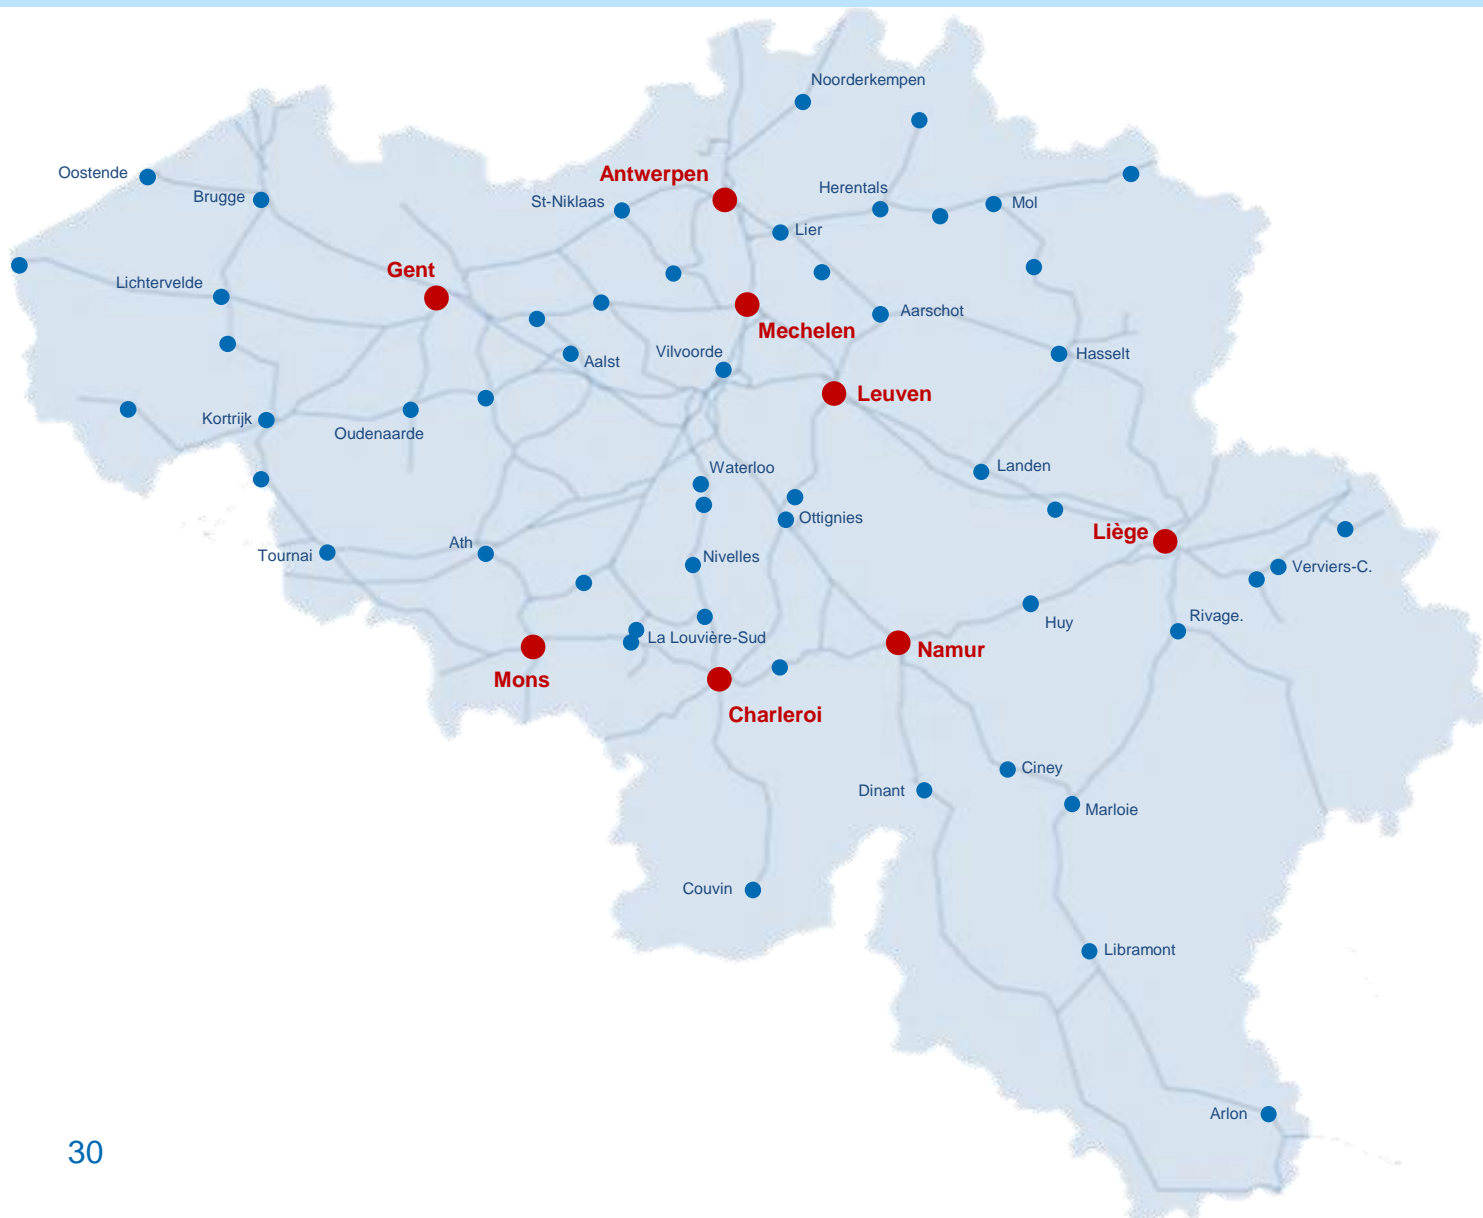 Noorderkempen
Oostende
Antwerpen
Herentals
Brugge
St-Niklaas
Mol
Lier
Gent
Lichtervelde
Aarschot
Mechelen
Vilvoorde
Hasselt
Aalst
Leuven
Kortrijk
Oudenaarde
Waterloo
Landen
Ottignies
Liège
Ath
Tournai
Nivelles
Verviers-C.
Rivage.
Huy
La Louvière-Sud
Namur
Mons
Charleroi
Ciney
Dinant
Marloie
Couvin
Libramont
Arlon
30